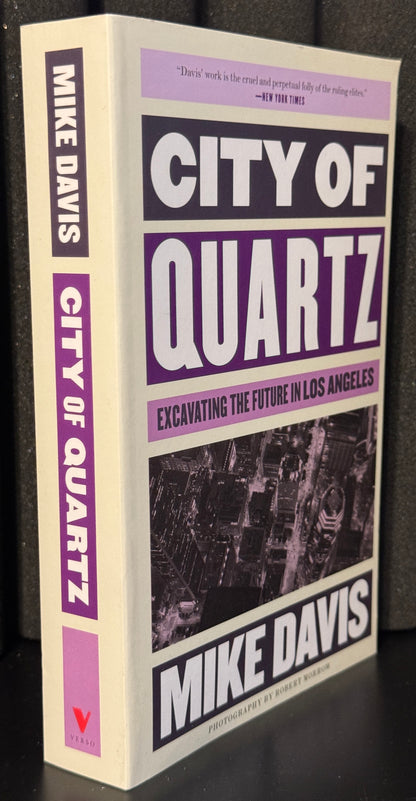 MIKE DAVIS
CITY OF QUARTZ
V
VERSO
“Davis’ work is the cruel and perpetual folly of the ruling elites.”
—NEW YORK TIMES
CITY OF
QUARTZ
EXCAVATING THE FUTURE IN LOS ANGELES
MIKE DAVIS
PHOTOGRAPHY BY ROBERT MORROW